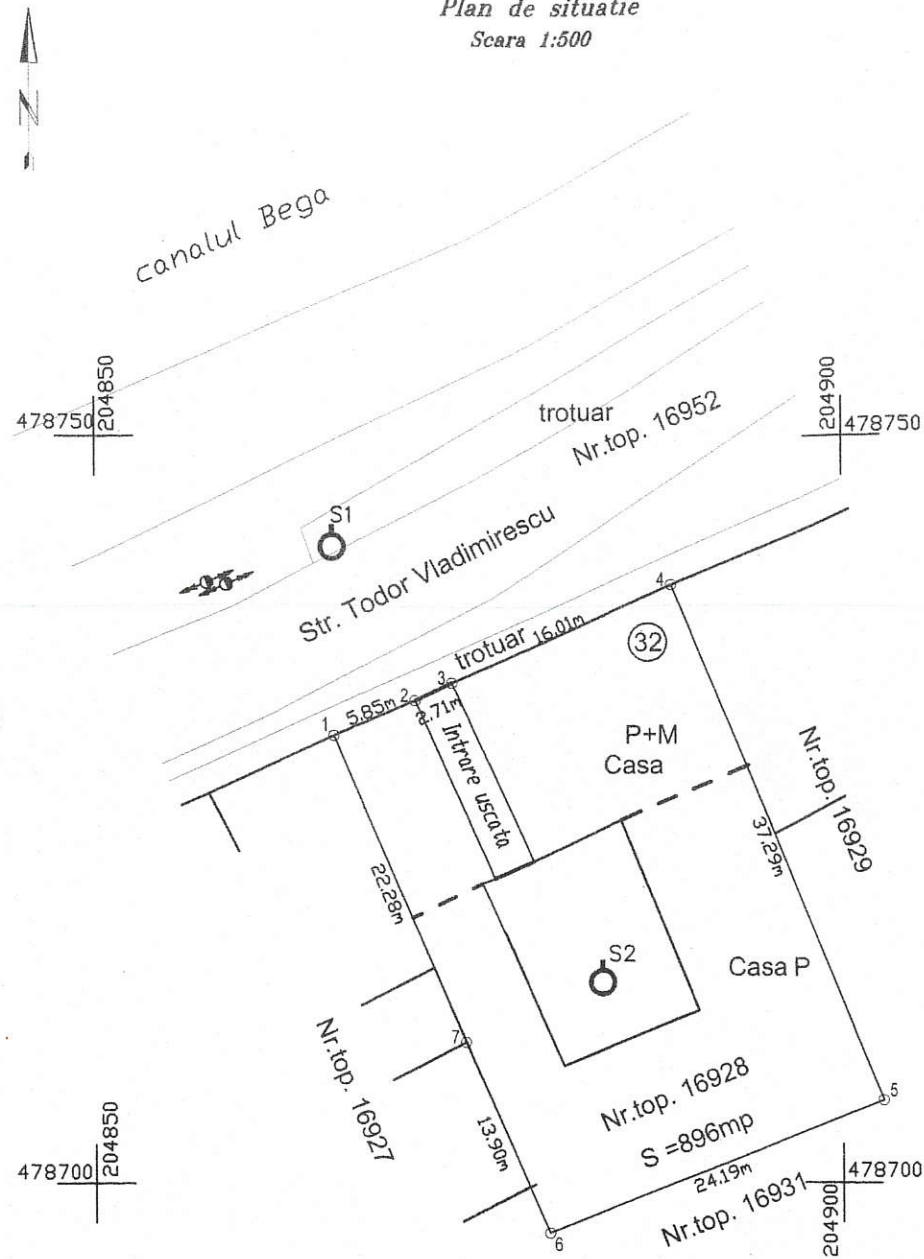 Plan de situatie
Scara 1:500
N
canalul Bega
204850
478750
204900
478750
trotuar
Nr.top. 16952
S1
Str. Todor Vladimirescu
4
trotuar
16.01m
32
3
2
5.85m
2.71m
1
Intrare uscata
P+M
Casa
Nr.top. 16929
37.29m
22.28m
S2
Casa P
7
Nr.top. 16927
Nr.top. 16928
5
13.90m
S =896mp
24.19m
204850
478700
478700
204900
Nr.top. 16931
6